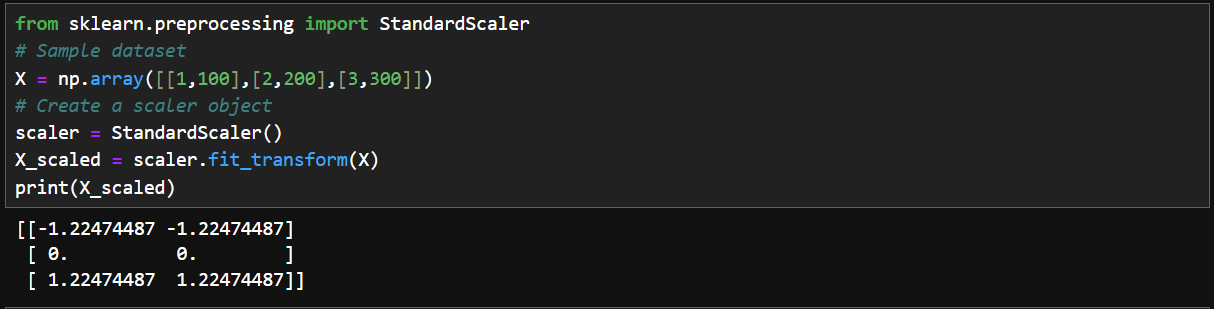 from sklearn.preprocessing import StandardScaler
# Sample dataset
X = np.array([[1,100],[2,200],[3,300]])
# Create a scaler object
scaler = StandardScaler()
X_scaled = scaler.fit_transform(X)
print(X_scaled)
[[-1.22474487 -1.22474487]
 [ 0.          0.        ]
 [ 1.22474487  1.22474487]]